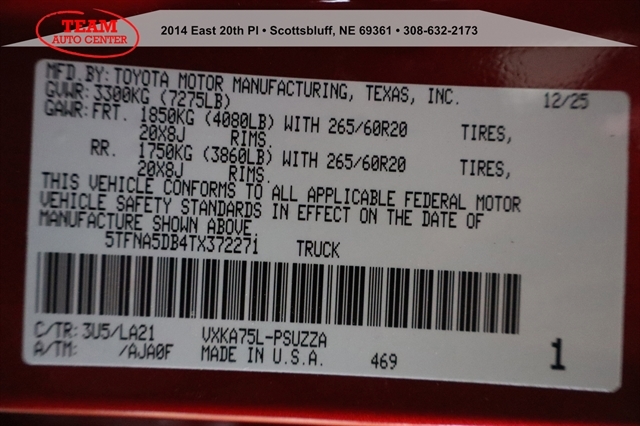 TEAM
AUTO CENTER
2014 East 20th Pl • Scottsbluff, NE 69361 • 308-632-2173
MFD.BY: TOYOTA MOTOR MANUFACTURING, TEXAS, INC. 12/25
GVWR: 3300KG (7275LB)
GAWR: FRT. 1850KG (4080LB) WITH 265/60R20 TIRES,
20X8J RIMS.
RR. 1750KG (3860LB) WITH 265/60R20 TIRES,
20X8J RIMS.
THIS VEHICLE CONFORMS TO ALL APPLICABLE FEDERAL MOTOR
VEHICLE SAFETY STANDARDS IN EFFECT ON THE DATE OF
MANUFACTURE SHOWN ABOVE.
5TFNA5DB4TX372271 TRUCK
C/TR: 3U5/LA21 VXKA75L-PSUZZA
A/TM: /AJA0F MADE IN U.S.A. 469 1